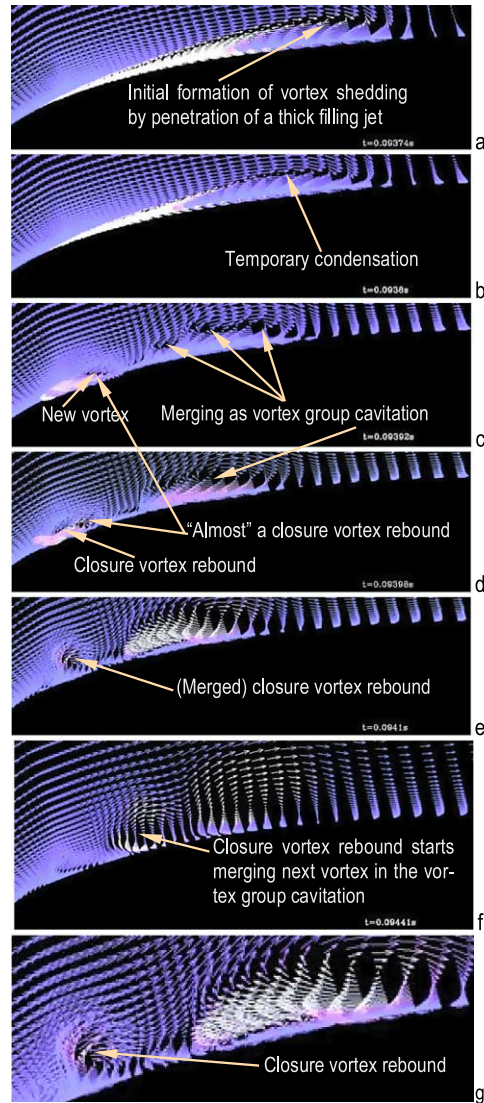 Initial formation of vortex shedding
by penetration of a thick filling jet
t=0.09374s
a
Temporary condensation
t=0.0938s
b
New vortex
Merging as vortex group cavitation
t=0.09392s
c
“Almost” a closure vortex rebound
Closure vortex rebound
t=0.09398s
d
(Merged) closure vortex rebound
t=0.0941s
e
Closure vortex rebound starts
merging next vortex in the vor-
tex group cavitation
t=0.09441s
f
Closure vortex rebound
g